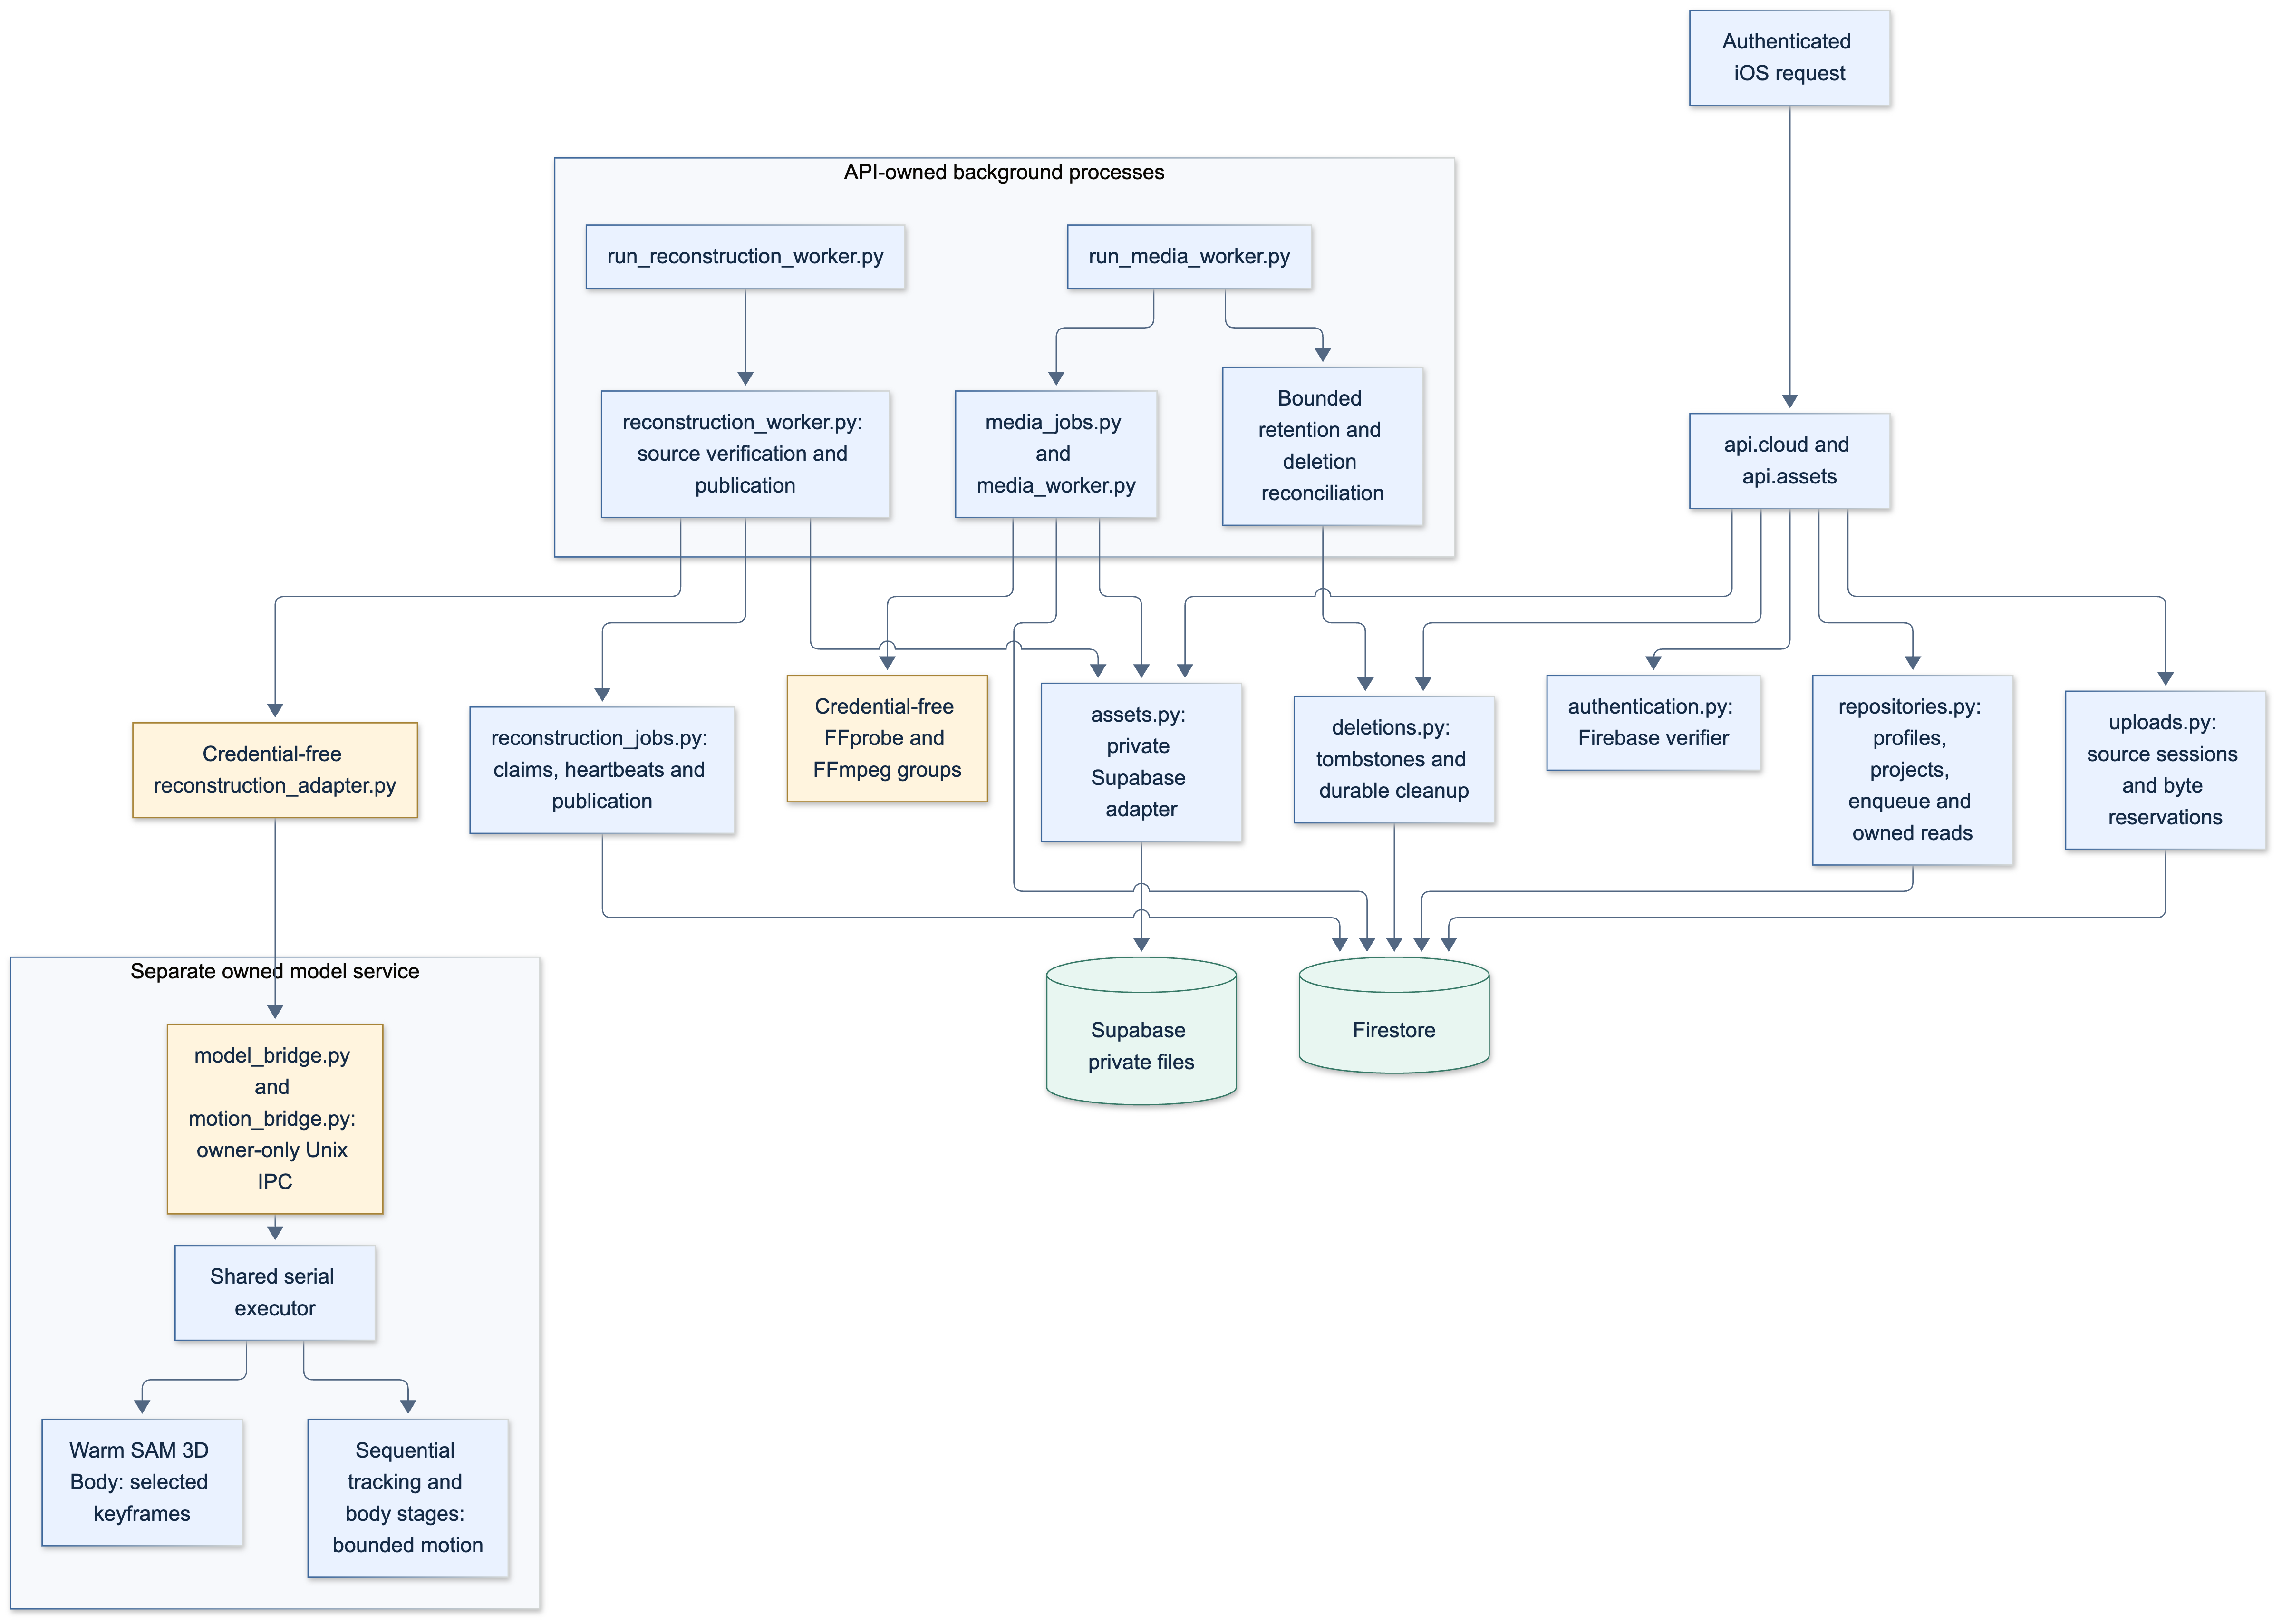 Authenticated
iOS request
API-owned background processes
run_reconstruction_worker.py
run_media_worker.py
reconstruction_worker.py:
source verification and
publication
media_jobs.py
and
media_worker.py
Bounded
retention and
deletion
reconciliation
api.cloud and
api.assets
Credential-free
reconstruction_adapter.py
reconstruction_jobs.py:
claims, heartbeats and
publication
Credential-free
FFprobe and
FFmpeg groups
assets.py:
private
Supabase
adapter
deletions.py:
tombstones and
durable cleanup
authentication.py:
Firebase verifier
repositories.py:
profiles,
projects,
enqueue and
owned reads
uploads.py:
source sessions
and byte
reservations
Separate owned model service
model_bridge.py
and
motion_bridge.py:
owner-only Unix
IPC
Supabase
private files
Firestore
Shared serial
executor
Warm SAM 3D
Body: selected
keyframes
Sequential
tracking and
body stages:
bounded motion